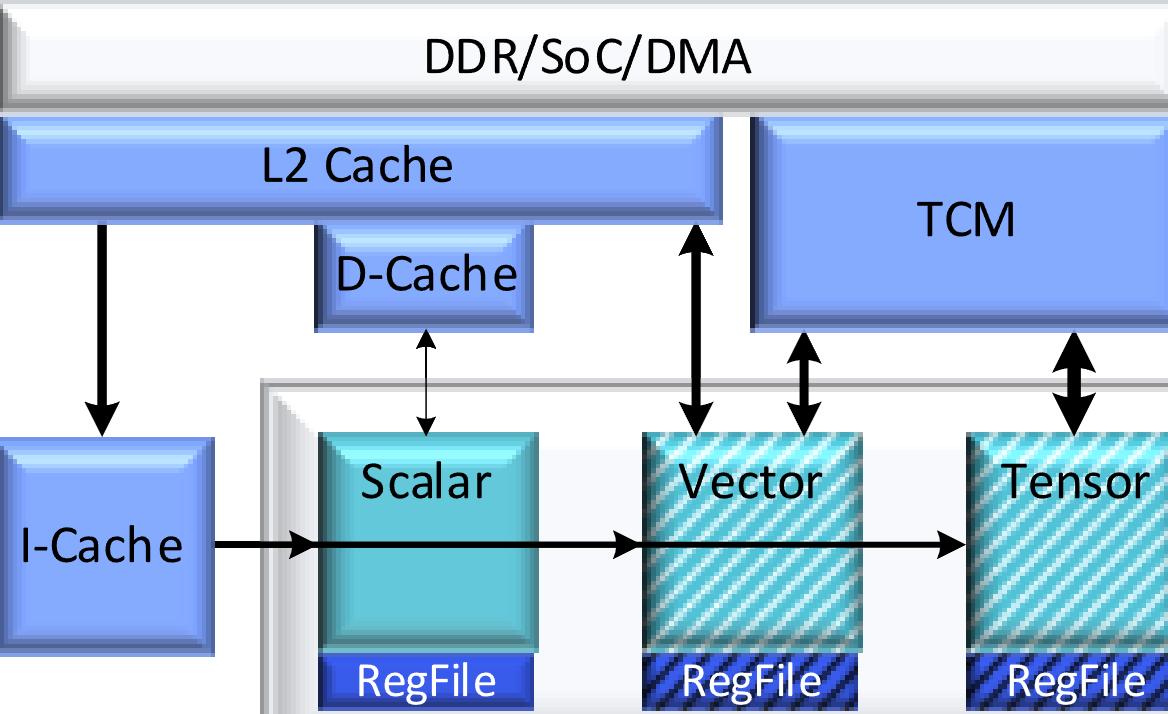 DDR/SoC/DMA
L2 Cache
TCM
D-Cache
Scalar
Vector
Tensor
I-Cache
RegFile
RegFile
RegFile